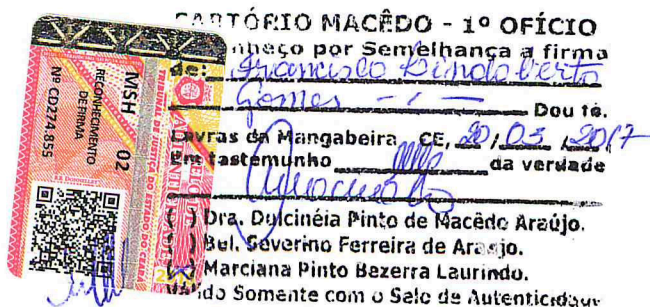 CARTÓRIO MACÊDO - 1º OFÍCIO
nheço por Semelhança a firma
de: Francisco Lindoberto
Gomes - / - Dou fé.
Lavras da Mangabeira, CE, 20/03/2017
Em testemunho da verdade
( ) Dra. Dulcinéia Pinto de Macêdo Araújo.
( ) Bel. Severino Ferreira de Araújo.
Marciana Pinto Bezerra Laurindo.
Válido Somente com o Selo de Autenticidade
MSH 02
RECONHECIMENTO
DE FIRMA
Nº CD274.355
TRIBUNAL DE JUSTIÇA DO ESTADO DO CEARÁ